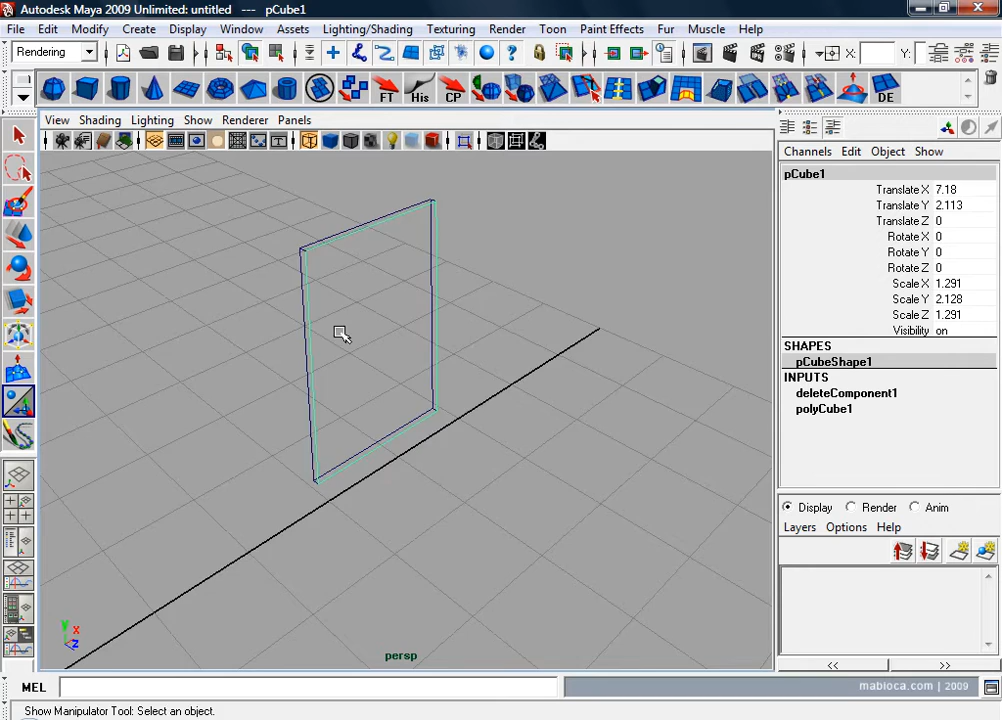 Autodesk Maya 2009 Unlimited: untitled --- pCube1
File Edit Modify Create Display Window Assets Lighting/Shading Texturing Render Toon Paint Effects Fur Muscle Help
Rendering X: Y:
FT His CP DE
View Shading Lighting Show Renderer Panels
Channels Edit Object Show
pCube1
Translate X 7.18
Translate Y 2.113
Translate Z 0
Rotate X 0
Rotate Y 0
Rotate Z 0
Scale X 1.291
Scale Y 2.128
Scale Z 1.291
Visibility on
SHAPES
pCubeShape1
INPUTS
deleteComponent1
polyCube1
Display Render Anim
Layers Options Help
Y X Z
persp
<< >>
MEL
mabioca.com | 2009
Show Manipulator Tool: Select an object.